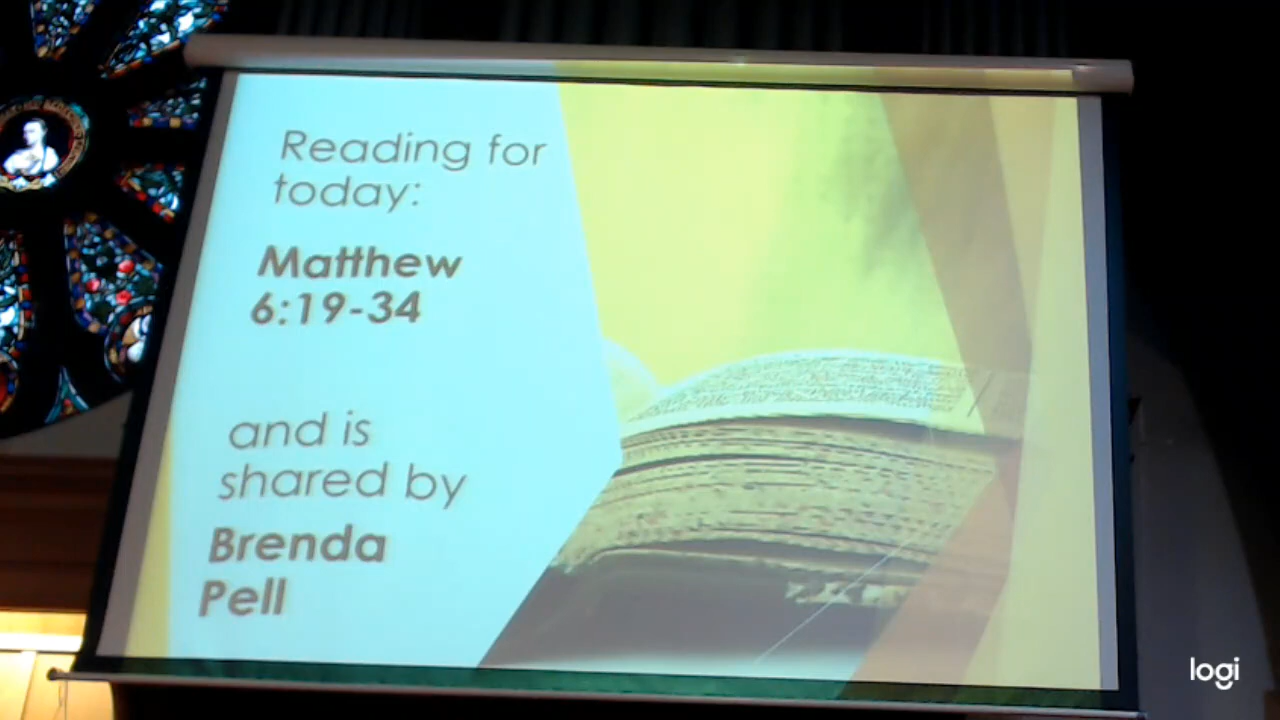 Reading for
today:
Matthew
6:19-34
and is
shared by
Brenda
Pell
logi